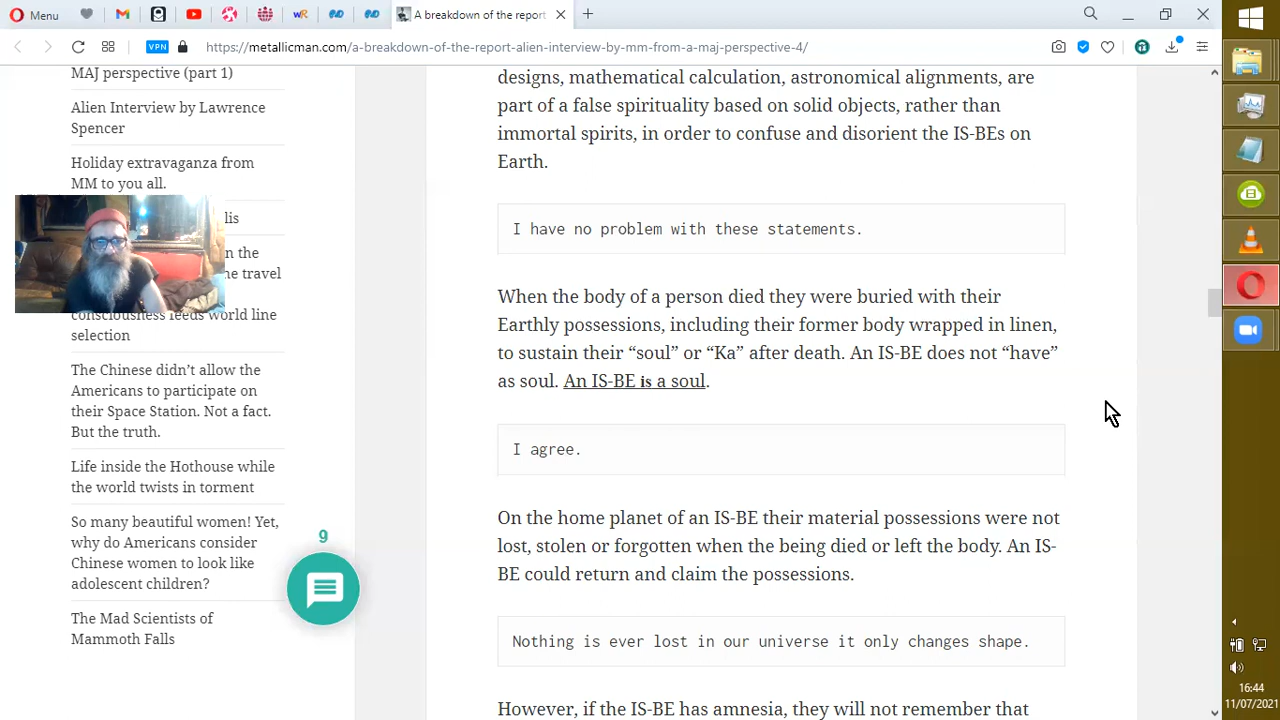 Menu
A breakdown of the report
VPN
https://metallicman.com/a-breakdown-of-the-report-alien-interview-by-mm-from-a-maj-perspective-4/
MAJ perspective (part 1)
Alien Interview by Lawrence
Spencer
Holiday extravaganza from
MM to you all.
lis
n the
ne travel
consciousness feeds world line
selection
The Chinese didn’t allow the
Americans to participate on
their Space Station. Not a fact.
But the truth.
Life inside the Hothouse while
the world twists in torment
So many beautiful women! Yet,
why do Americans consider
Chinese women to look like
adolescent children?
The Mad Scientists of
Mammoth Falls
9
designs, mathematical calculation, astronomical alignments, are
part of a false spirituality based on solid objects, rather than
immortal spirits, in order to confuse and disorient the IS-BEs on
Earth.
I have no problem with these statements.
When the body of a person died they were buried with their
Earthly possessions, including their former body wrapped in linen,
to sustain their “soul” or “Ka” after death. An IS-BE does not “have”
as soul. An IS-BE is a soul.
I agree.
On the home planet of an IS-BE their material possessions were not
lost, stolen or forgotten when the being died or left the body. An IS-
BE could return and claim the possessions.
Nothing is ever lost in our universe it only changes shape.
However, if the IS-BE has amnesia, they will not remember that
16:44
11/07/2021